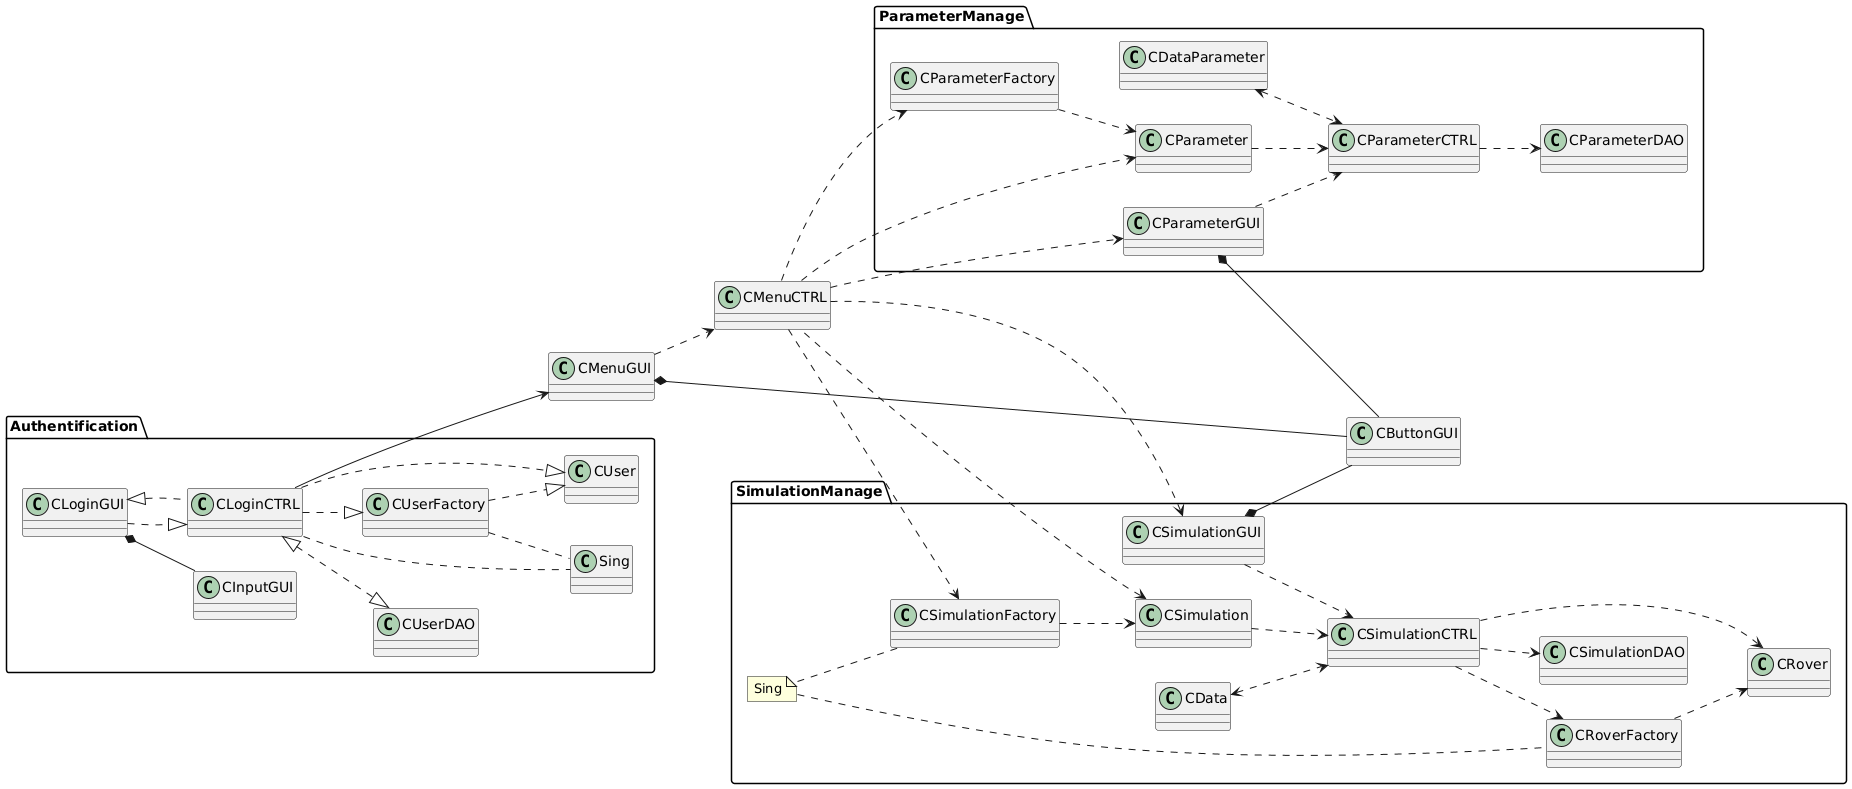 ParameterManage
CDataParameter
CParameterFactory
CParameter
CParameterCTRL
CParameterDAO
CParameterGUI
CMenuCTRL
CMenuGUI
CButtonGUI
Authentification
CUser
CLoginGUI
CLoginCTRL
CUserFactory
Sing
CInputGUI
CUserDAO
SimulationManage
CSimulationGUI
CSimulationFactory
CSimulation
CSimulationCTRL
CSimulationDAO
CRover
Sing
CData
CRoverFactory